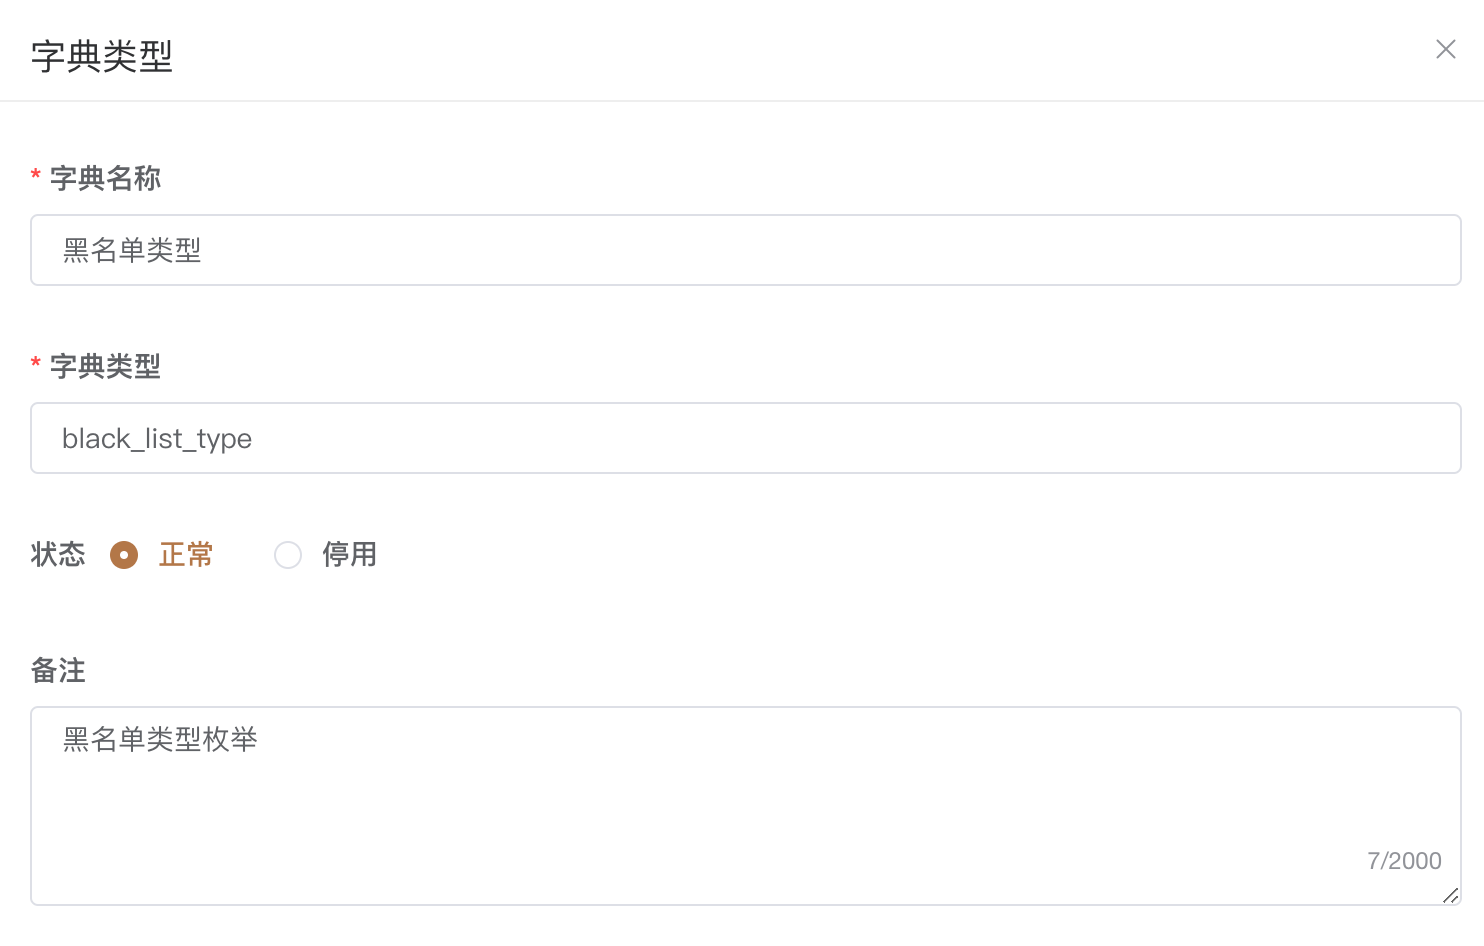 字典类型
* 字典名称
黑名单类型
* 字典类型
black_list_type
状态 正常 停用
备注
黑名单类型枚举
7/2000